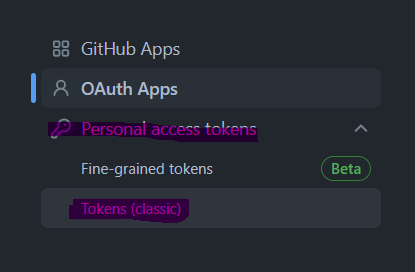 GitHub Apps
OAuth Apps
Personal access tokens
Fine-grained tokens
Beta
Tokens (classic)